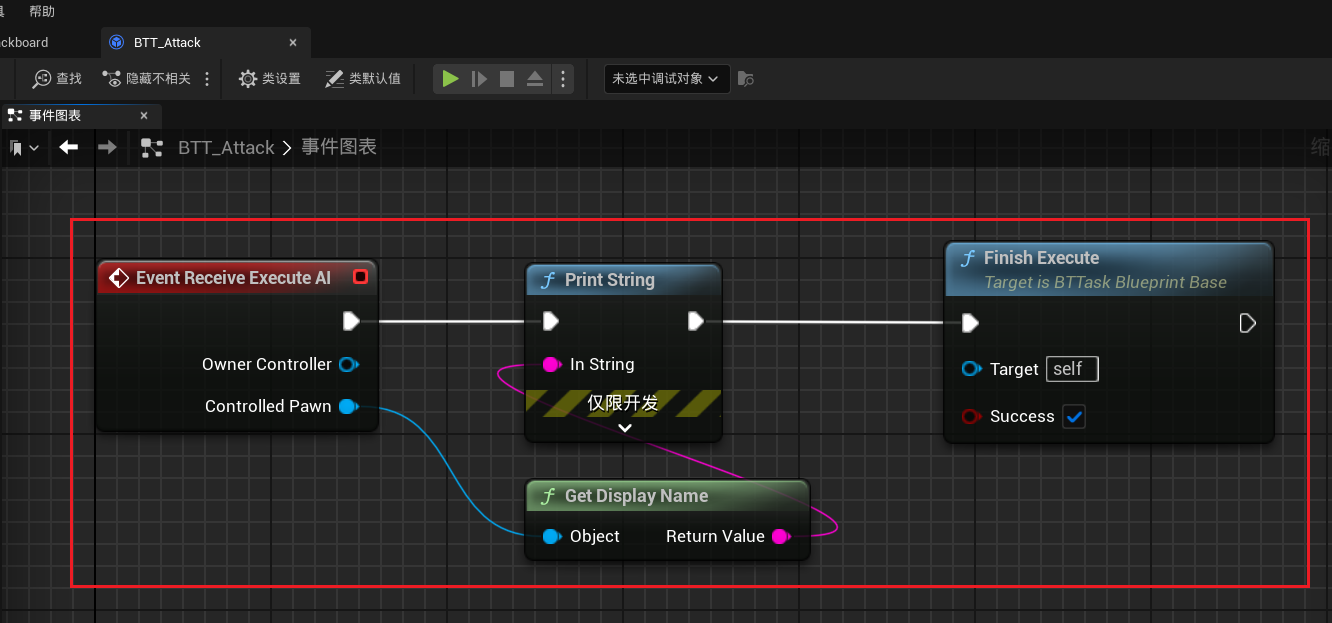 帮助
ckboard
BTT_Attack
查找
隐藏不相关
类设置
类默认值
未选中调试对象
事件图表
BTT_Attack > 事件图表
缩
Event Receive Execute AI
Owner Controller
Controlled Pawn
Print String
In String
仅限开发
Get Display Name
Object
Return Value
Finish Execute
Target is BTTask Blueprint Base
Target self
Success